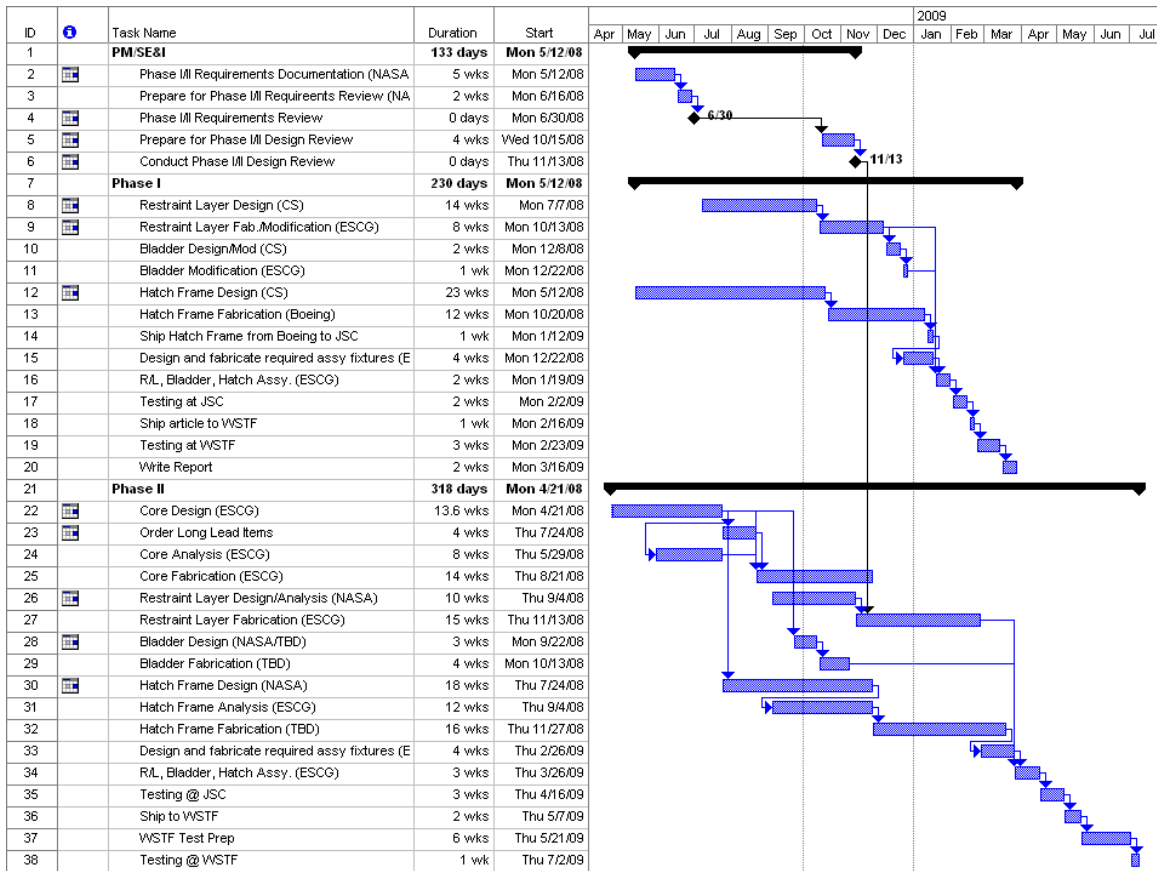 2009
ID Task Name Duration Start Apr May Jun Jul Aug Sep Oct Nov Dec Jan Feb Mar Apr May Jun Jul
1 PM/SE&I 133 days Mon 5/12/08
2 Phase I/II Requirements Documentation (NASA 5 wks Mon 5/12/08
3 Prepare for Phase I/II Requireents Review (NA 2 wks Mon 6/16/08
4 Phase I/II Requirements Review 0 days Mon 6/30/08 6/30
5 Prepare for Phase I/II Design Review 4 wks Wed 10/15/08
6 Conduct Phase I/II Design Review 0 days Thu 11/13/08 11/13
7 Phase I 230 days Mon 5/12/08
8 Restraint Layer Design (CS) 14 wks Mon 7/7/08
9 Restraint Layer Fab./Modification (ESCG) 8 wks Mon 10/13/08
10 Bladder Design/Mod (CS) 2 wks Mon 12/8/08
11 Bladder Modification (ESCG) 1 wk Mon 12/22/08
12 Hatch Frame Design (CS) 23 wks Mon 5/12/08
13 Hatch Frame Fabrication (Boeing) 12 wks Mon 10/20/08
14 Ship Hatch Frame from Boeing to JSC 1 wk Mon 1/12/09
15 Design and fabricate required assy fixtures (E 4 wks Mon 12/22/08
16 R/L, Bladder, Hatch Assy. (ESCG) 2 wks Mon 1/19/09
17 Testing at JSC 2 wks Mon 2/2/09
18 Ship article to WSTF 1 wk Mon 2/16/09
19 Testing at WSTF 3 wks Mon 2/23/09
20 Write Report 2 wks Mon 3/16/09
21 Phase II 318 days Mon 4/21/08
22 Core Design (ESCG) 13.6 wks Mon 4/21/08
23 Order Long Lead Items 4 wks Thu 7/24/08
24 Core Analysis (ESCG) 8 wks Thu 5/29/08
25 Core Fabrication (ESCG) 14 wks Thu 8/21/08
26 Restraint Layer Design/Analysis (NASA) 10 wks Thu 9/4/08
27 Restraint Layer Fabrication (ESCG) 15 wks Thu 11/13/08
28 Bladder Design (NASA/TBD) 3 wks Mon 9/22/08
29 Bladder Fabrication (TBD) 4 wks Mon 10/13/08
30 Hatch Frame Design (NASA) 18 wks Thu 7/24/08
31 Hatch Frame Analysis (ESCG) 12 wks Thu 9/4/08
32 Hatch Frame Fabrication (TBD) 16 wks Thu 11/27/08
33 Design and fabricate required assy fixtures (E 4 wks Thu 2/26/09
34 R/L, Bladder, Hatch Assy. (ESCG) 3 wks Thu 3/26/09
35 Testing @ JSC 3 wks Thu 4/16/09
36 Ship to WSTF 2 wks Thu 5/7/09
37 WSTF Test Prep 6 wks Thu 5/21/09
38 Testing @ WSTF 1 wk Thu 7/2/09